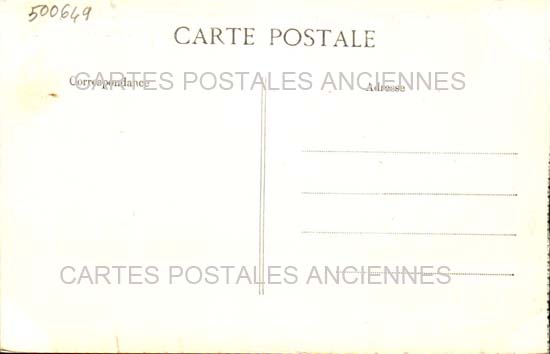 500649
CARTE POSTALE
Correspondance
CARTES POSTALES ANCIENNES
Adresse
CARTES POSTALES ANCIENNES